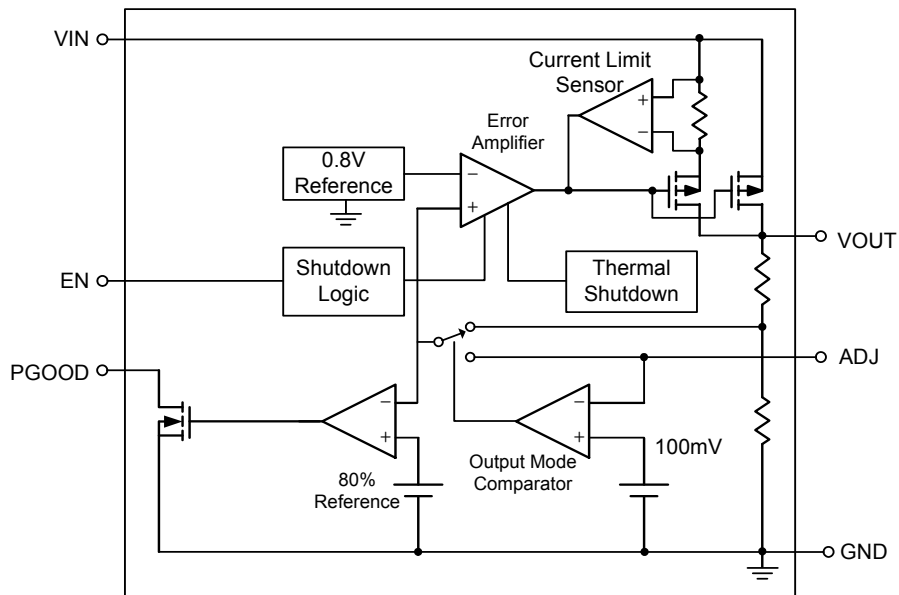 VIN
Current Limit
Sensor
+
−
Error
Amplifier
0.8V
Reference
−
+
VOUT
EN
Shutdown
Logic
Thermal
Shutdown
ADJ
PGOOD
−
+
−
+
100mV
80%
Reference
Output Mode
Comparator
GND